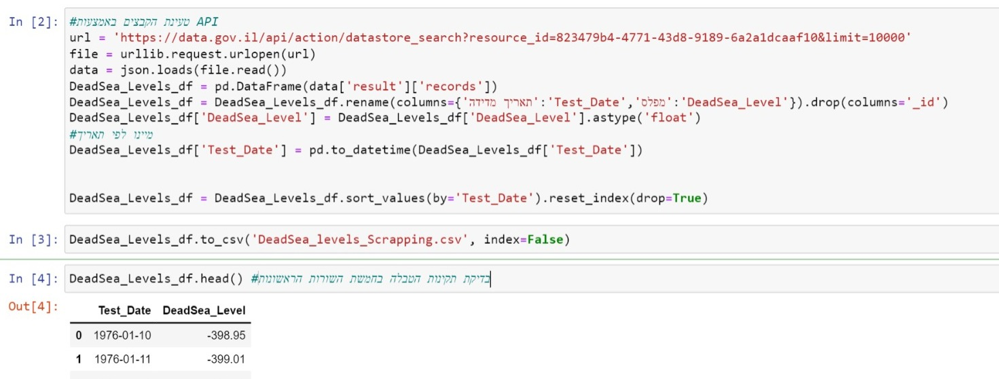 In [2]: #טעינת הקבצים באמצעות API
url = 'https://data.gov.il/api/action/datastore_search?resource_id=823479b4-4771-43d8-9189-6a2a1dcaaf10&limit=10000'
file = urllib.request.urlopen(url)
data = json.loads(file.read())
DeadSea_Levels_df = pd.DataFrame(data['result']['records'])
DeadSea_Levels_df = DeadSea_Levels_df.rename(columns={'תאריך מדידה':'Test_Date','מפלס':'DeadSea_Level'}).drop(columns='_id')
DeadSea_Levels_df['DeadSea_Level'] = DeadSea_Levels_df['DeadSea_Level'].astype('float')
#מיינו לפי תאריך
DeadSea_Levels_df['Test_Date'] = pd.to_datetime(DeadSea_Levels_df['Test_Date'])
DeadSea_Levels_df = DeadSea_Levels_df.sort_values(by='Test_Date').reset_index(drop=True)
In [3]: DeadSea_Levels_df.to_csv('DeadSea_levels_Scrapping.csv', index=False)
In [4]: DeadSea_Levels_df.head() #בדיקת תקינות הטבלה בחמשת השורות הראשונות
Out[4]:
Test_Date DeadSea_Level
0 1976-01-10 -398.95
1 1976-01-11 -399.01